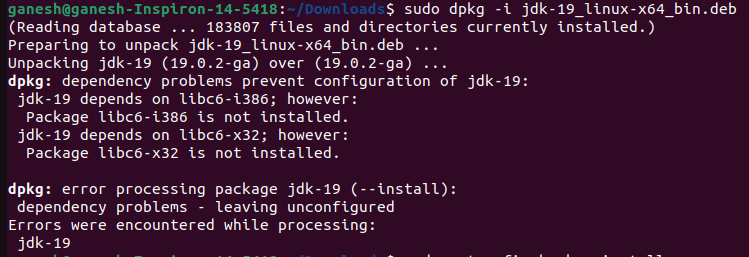 ganesh@ganesh-Inspiron-14-5418:~/Downloads$ sudo dpkg -i jdk-19_linux-x64_bin.deb
(Reading database ... 183807 files and directories currently installed.)
Preparing to unpack jdk-19_linux-x64_bin.deb ...
Unpacking jdk-19 (19.0.2-ga) over (19.0.2-ga) ...
dpkg: dependency problems prevent configuration of jdk-19:
 jdk-19 depends on libc6-i386; however:
  Package libc6-i386 is not installed.
 jdk-19 depends on libc6-x32; however:
  Package libc6-x32 is not installed.

dpkg: error processing package jdk-19 (--install):
 dependency problems - leaving unconfigured
Errors were encountered while processing:
 jdk-19